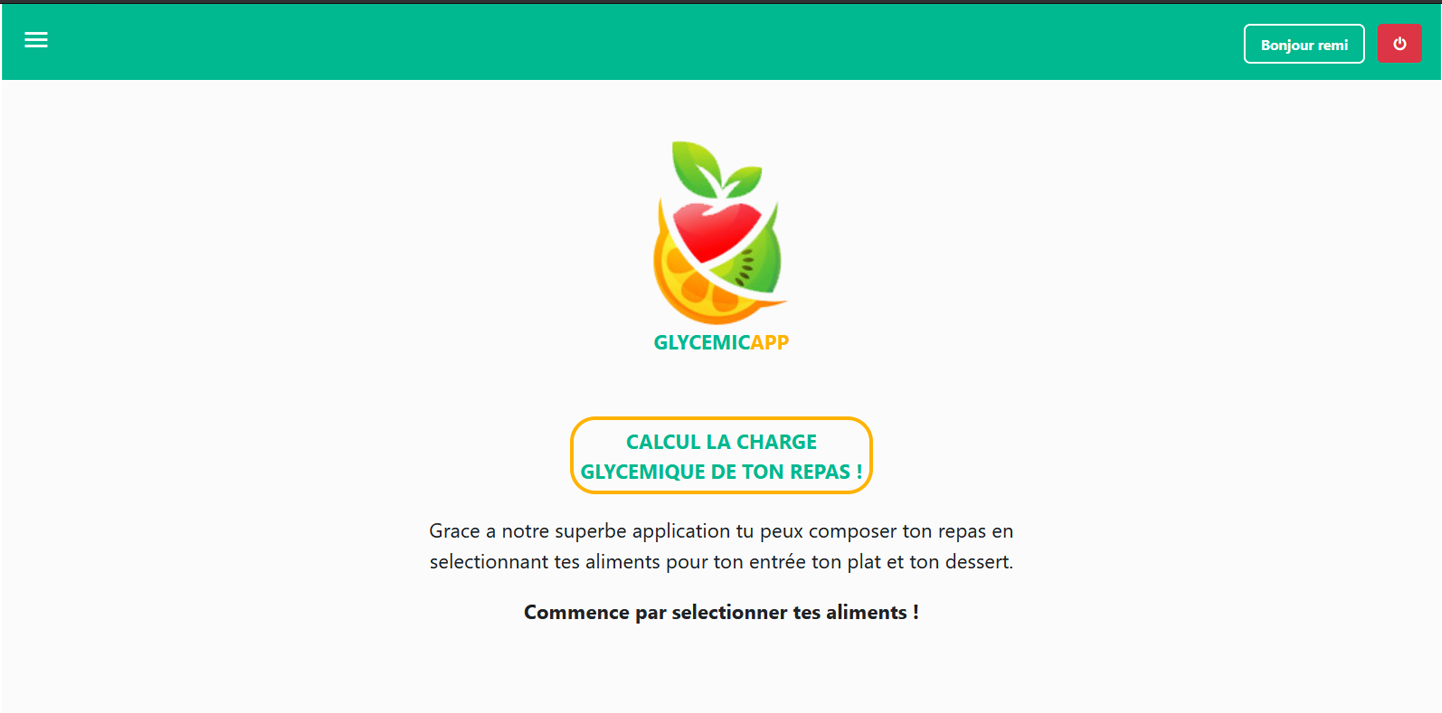 Bonjour remi
GLYCEMICAPP
CALCUL LA CHARGE
GLYCEMIQUE DE TON REPAS !
Grace a notre superbe application tu peux composer ton repas en
selectionnant tes aliments pour ton entrée ton plat et ton dessert.
Commence par selectionner tes aliments !